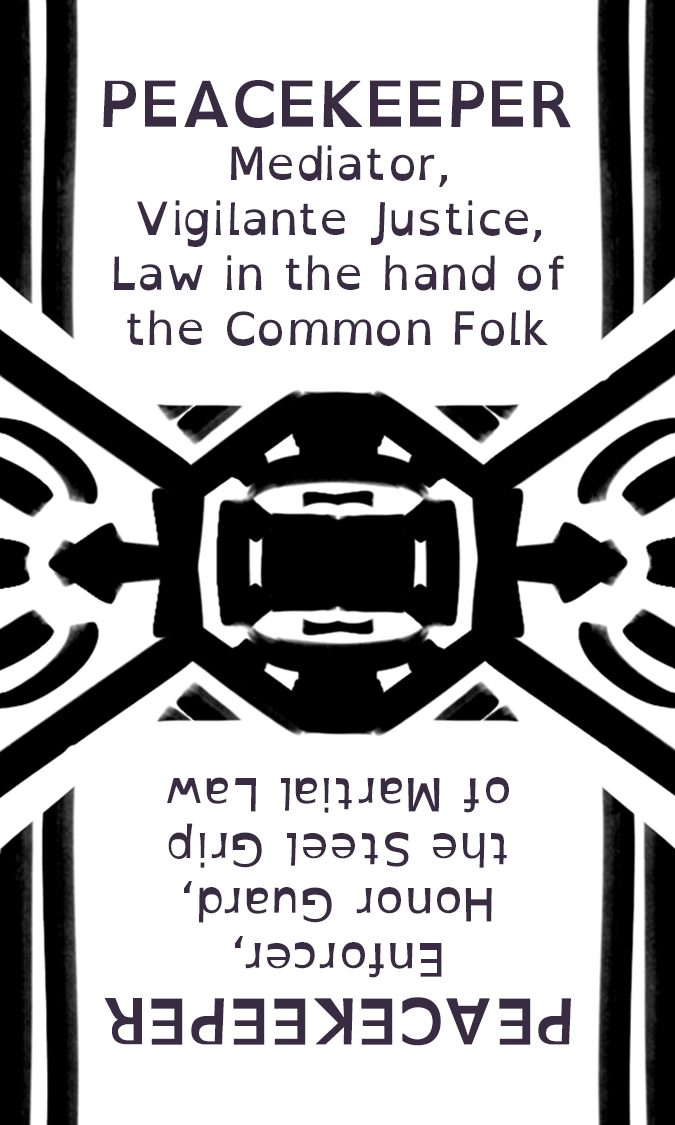 PEACEKEEPER
Mediator,
Vigilante Justice,
Law in the hand of
the Common Folk
PEACEKEEPER
Enforcer,
Honor Guard,
the Steel Grip
of Martial Law